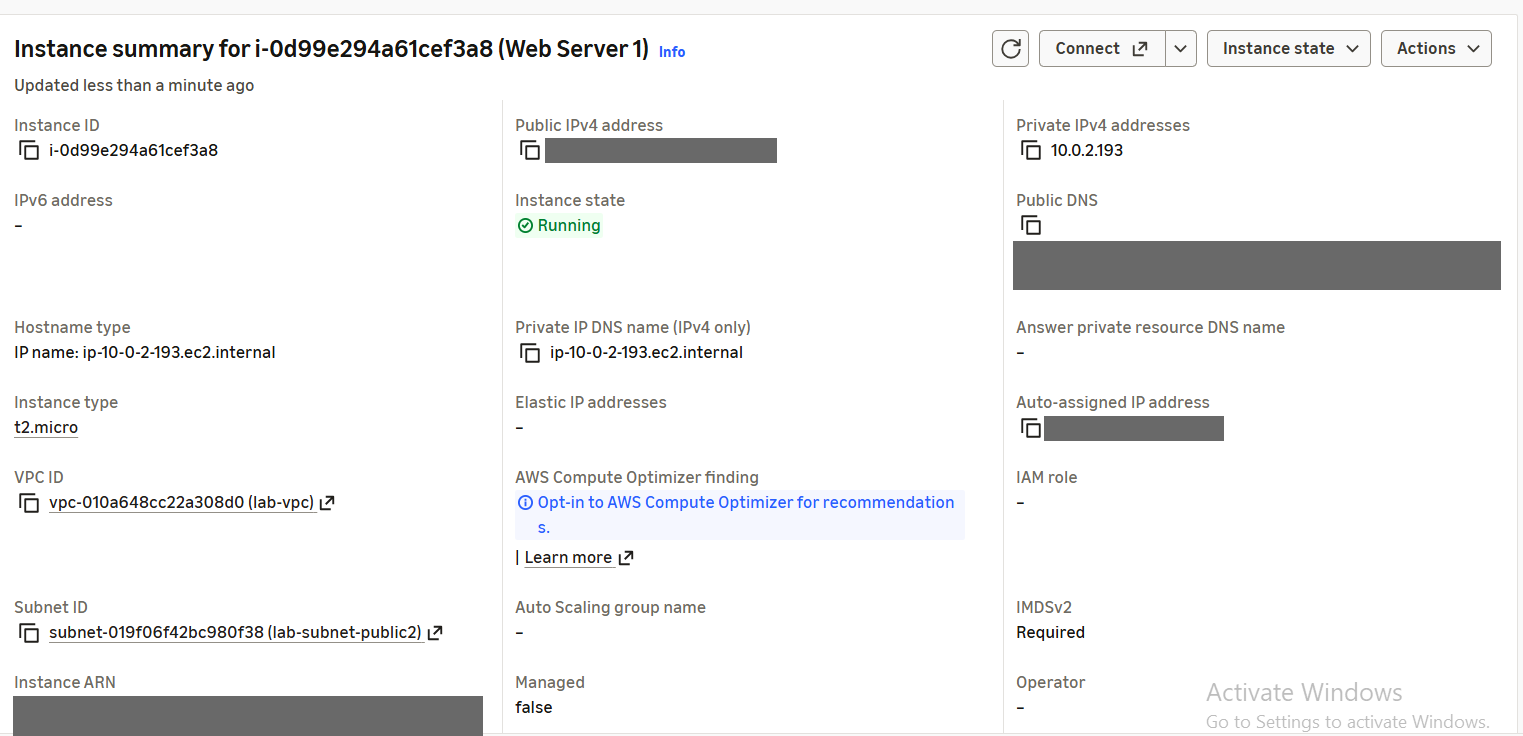 Instance summary for i-0d99e294a61cef3a8 (Web Server 1) Info
Connect
Instance state
Actions
Updated less than a minute ago
Instance ID
i-0d99e294a61cef3a8
Public IPv4 address
Private IPv4 addresses
10.0.2.193
IPv6 address
–
Instance state
Running
Public DNS
Hostname type
IP name: ip-10-0-2-193.ec2.internal
Private IP DNS name (IPv4 only)
ip-10-0-2-193.ec2.internal
Answer private resource DNS name
–
Instance type
t2.micro
Elastic IP addresses
–
Auto-assigned IP address
VPC ID
vpc-010a648cc22a308d0 (lab-vpc)
AWS Compute Optimizer finding
Opt-in to AWS Compute Optimizer for recommendation
s.
| Learn more
IAM role
–
Subnet ID
subnet-019f06f42bc980f38 (lab-subnet-public2)
Auto Scaling group name
–
IMDSv2
Required
Instance ARN
Managed
false
Operator
–
Activate Windows
Go to Settings to activate Windows.